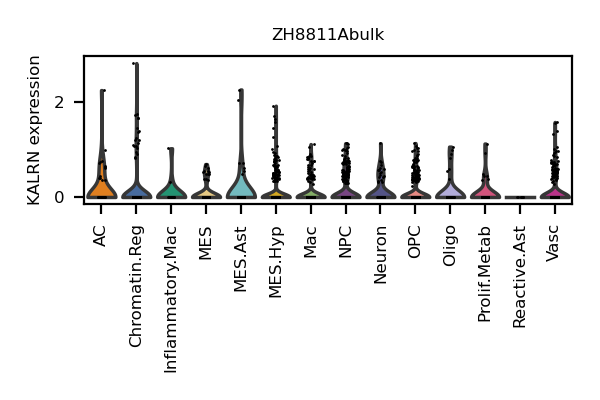 ZH8811Abulk
KALRN expression
2
0
AC
Chromatin.Reg
Inflammatory.Mac
MES
MES.Ast
MES.Hyp
Mac
NPC
Neuron
OPC
Oligo
Prolif.Metab
Reactive.Ast
Vasc